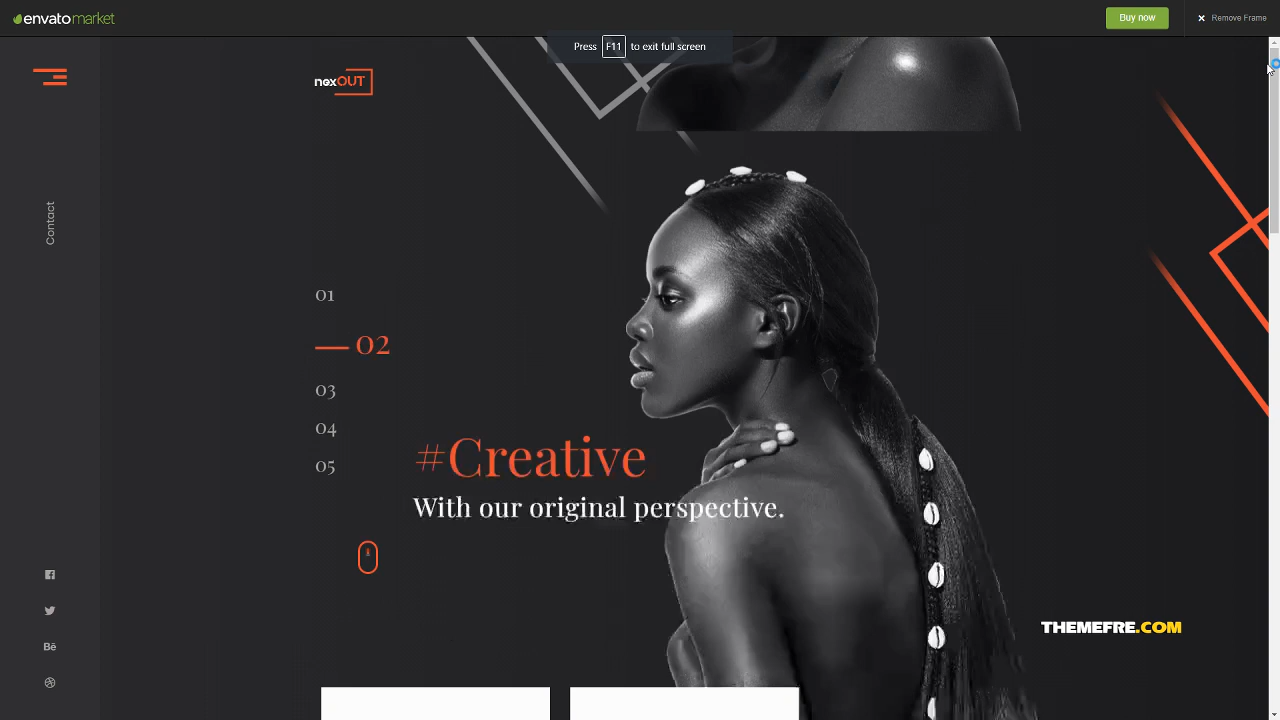 envatomarket
Buy now
Remove Frame
Press F11 to exit full screen
noxOUT
Contact
01
02
03
04
05
#Creative
With our original perspective.
Bē
THEMEFRE.COM